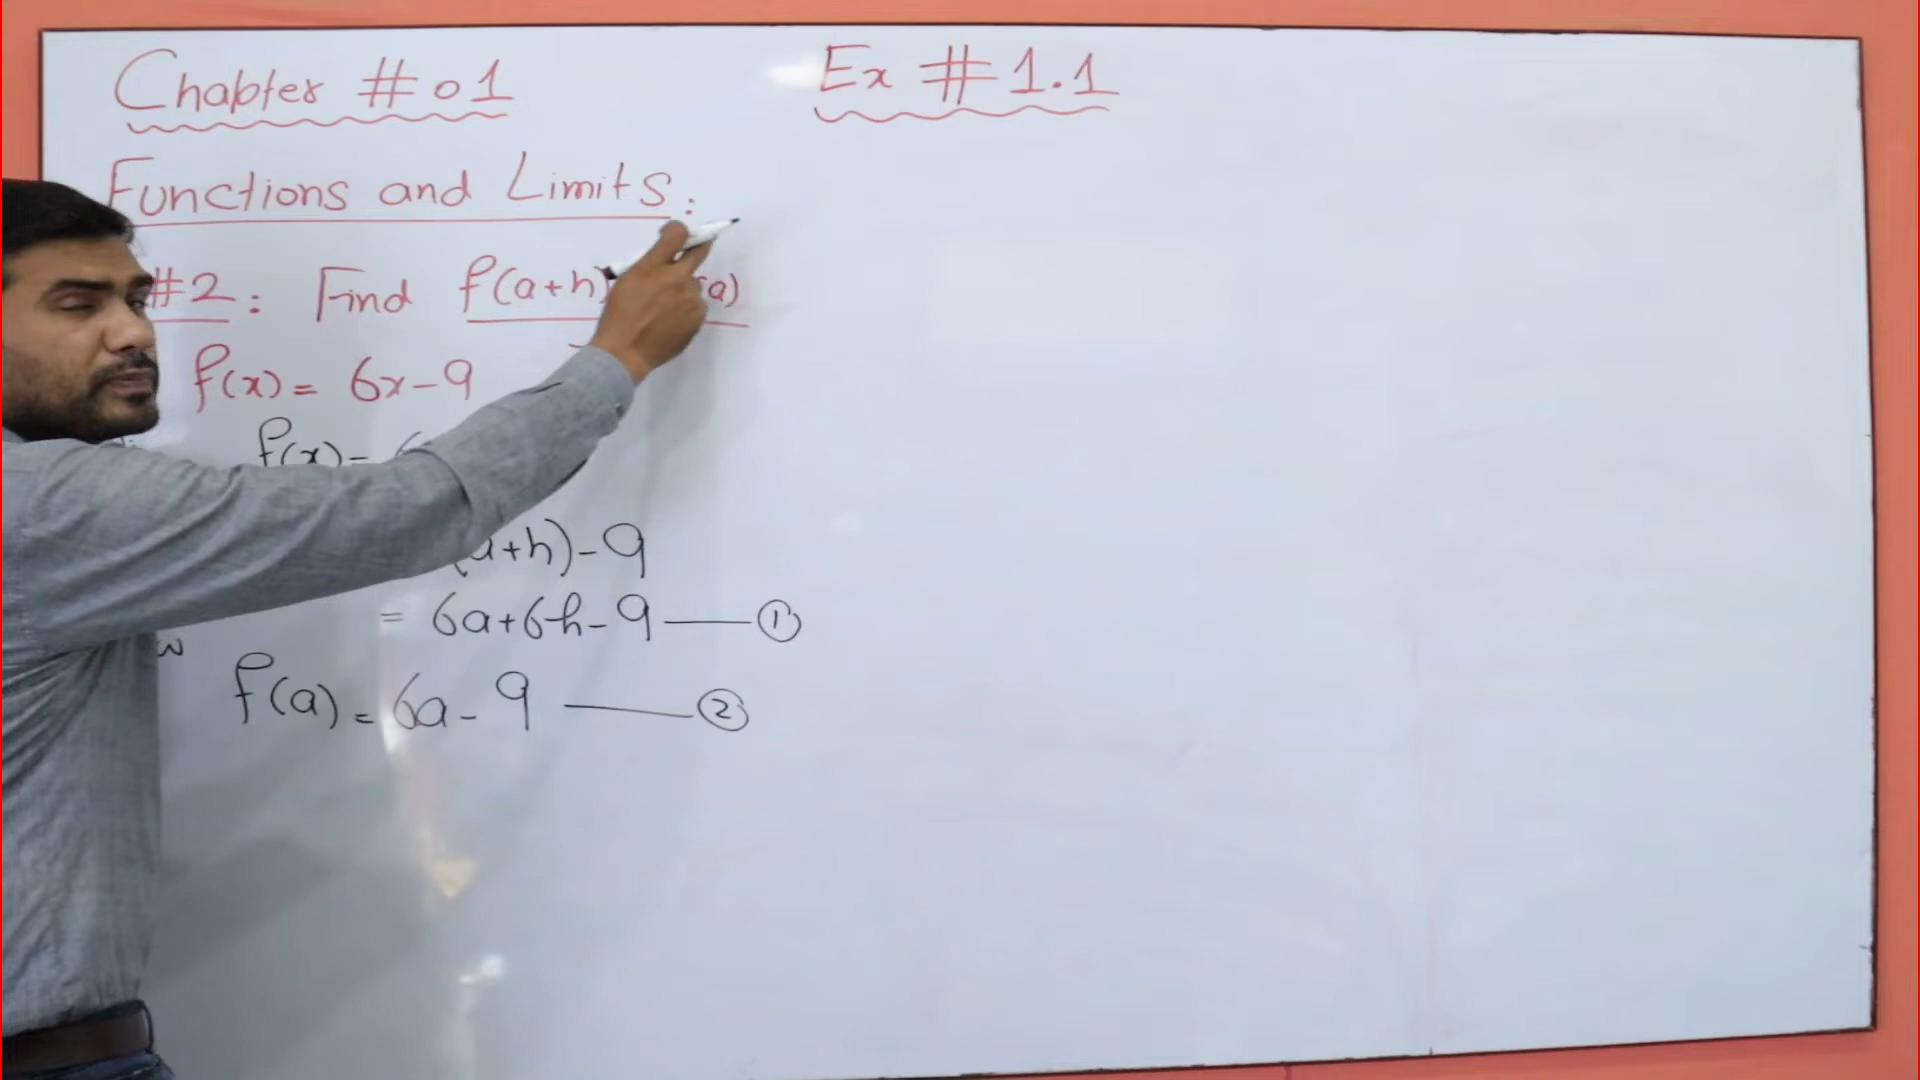 Chapter # 01
Ex # 1.1
Functions and Limits:
#2: Find f(a+h) (a)
f(x) = 6x-9
f(x) = 6
(a+h)-9
= 6a+6h-9 —— ①
w
f(a) = 6a-9 —— ②